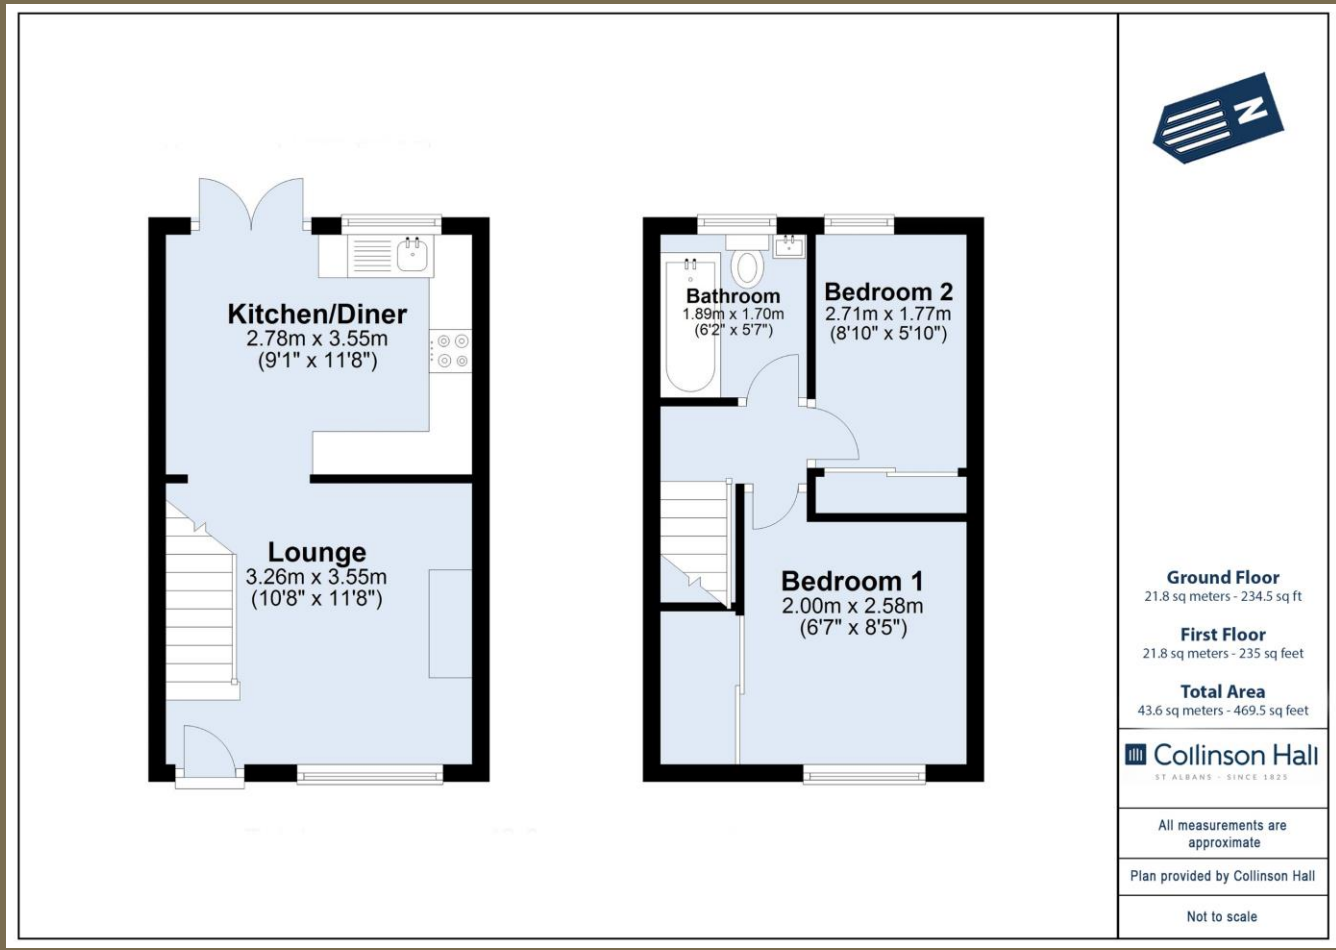 Kitchen/Diner
2.78m x 3.55m
(9'1" x 11'8")
Lounge
3.26m x 3.55m
(10'8" x 11'8")
Bathroom
1.89m x 1.70m
(6'2" x 5'7")
Bedroom 2
2.71m x 1.77m
(8'10" x 5'10")
Bedroom 1
2.00m x 2.58m
(6'7" x 8'5")
N
Ground Floor
21.8 sq meters - 234.5 sq ft
First Floor
21.8 sq meters - 235 sq feet
Total Area
43.6 sq meters - 469.5 sq feet
Collinson Hall
ST ALBANS - SINCE 1825
All measurements are
approximate
Plan provided by Collinson Hall
Not to scale